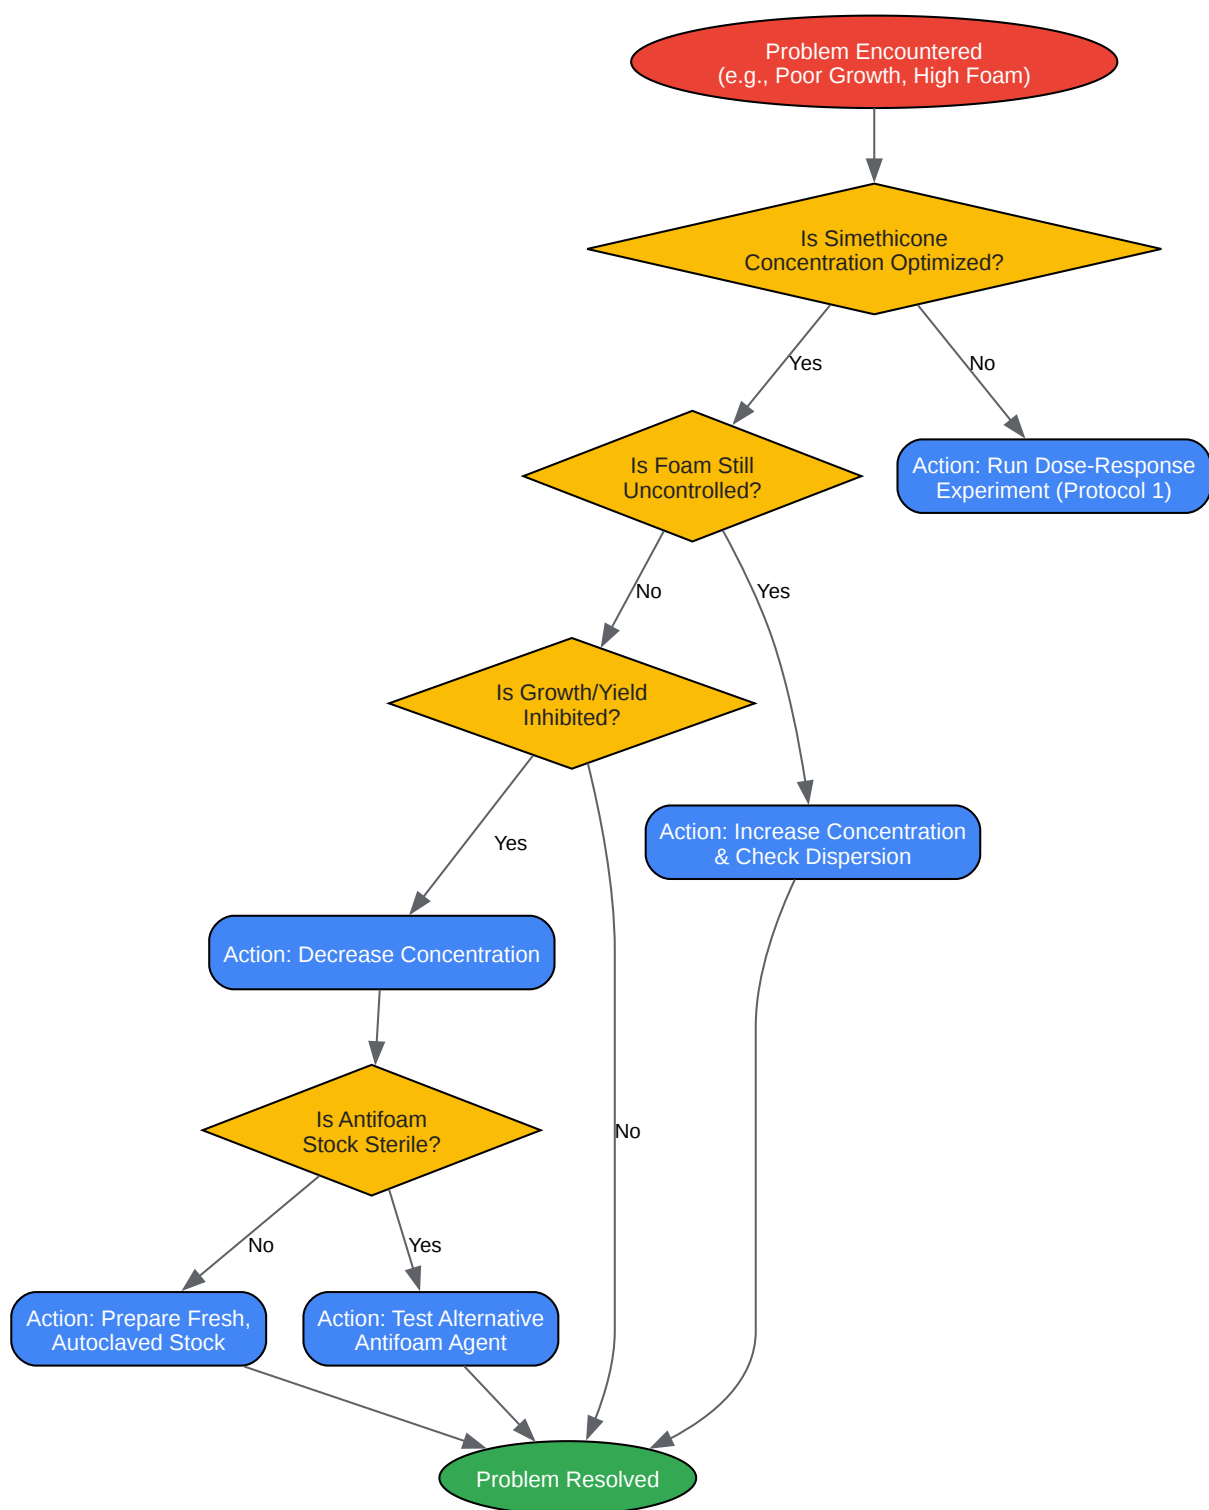 Problem Encountered
(e.g., Poor Growth, High Foam)
Is Simethicone
Concentration Optimized?
Yes
No
Is Foam Still
Uncontrolled?
Action: Run Dose-Response
Experiment (Protocol 1)
No
Yes
Is Growth/Yield
Inhibited?
Yes
Action: Increase Concentration
& Check Dispersion
Action: Decrease Concentration
Is Antifoam
Stock Sterile?
No
No
Yes
Action: Prepare Fresh,
Autoclaved Stock
Action: Test Alternative
Antifoam Agent
Problem Resolved